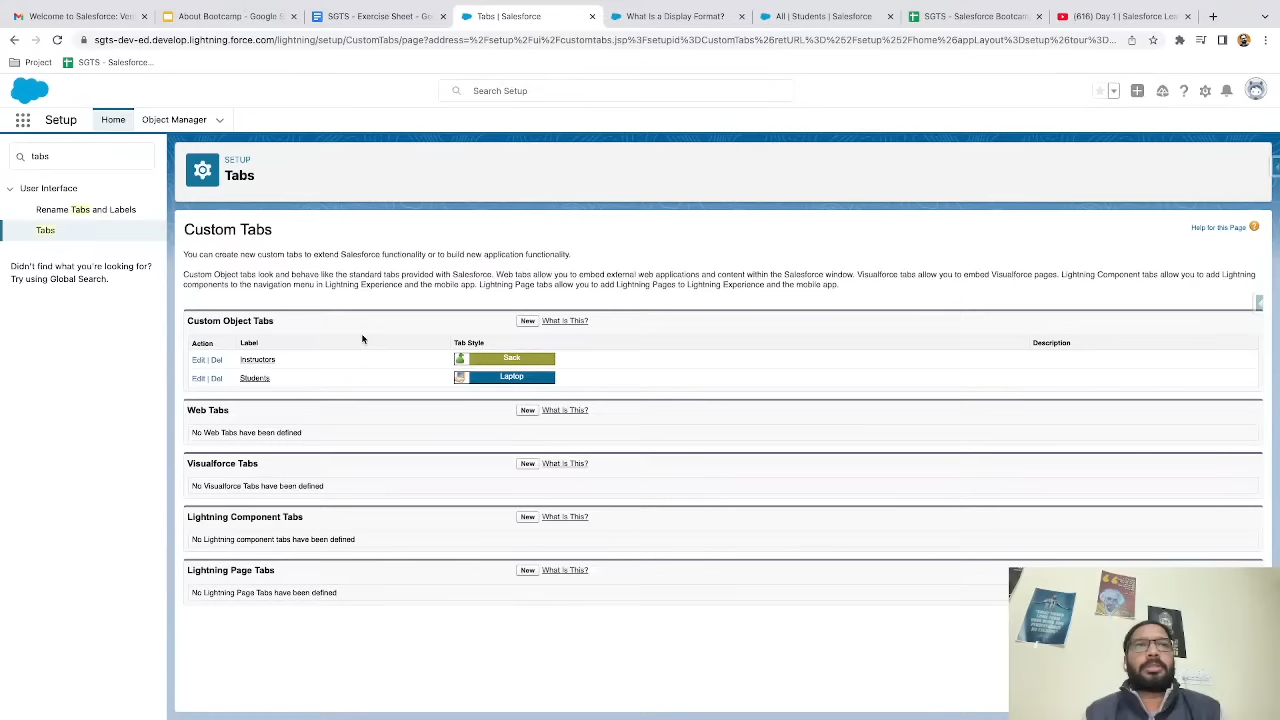 Welcome to Salesforce: Ver
About Bootcamp - Google S
SGTS - Exercise Sheet - Go
Tabs | Salesforce
What Is a Display Format?
All | Students | Salesforce
SGTS - Salesforce Bootcam
(616) Day 1 | Salesforce Lea
sgts-dev-ed.develop.lightning.force.com/lightning/setup/CustomTabs/page?address=%2Fsetup%2Fui%2Fcustomtabs.jsp%3Fsetupid%3DCustomTabs%26retURL%3D%252Fsetup%252Fhome%26appLayout%3Dsetup%26tour%3D...
Project
SGTS - Salesforce...
Search Setup
Setup
Home
Object Manager
tabs
User Interface
Rename Tabs and Labels
Tabs
Didn't find what you're looking for?
Try using Global Search.
SETUP
Tabs
Custom Tabs
Help for this Page
You can create new custom tabs to extend Salesforce functionality or to build new application functionality.
Custom Object tabs look and behave like the standard tabs provided with Salesforce. Web tabs allow you to embed external web applications and content within the Salesforce window. Visualforce tabs allow you to embed Visualforce pages. Lightning Component tabs allow you to add Lightning
components to the navigation menu in Lightning Experience and the mobile app. Lightning Page tabs allow you to add Lightning Pages to Lightning Experience and the mobile app.
Custom Object Tabs New What Is This?
Action Label Tab Style Description
Edit | Del Instructors Sack
Edit | Del Students Laptop
Web Tabs New What Is This?
No Web Tabs have been defined
Visualforce Tabs New What Is This?
No Visualforce Tabs have been defined
Lightning Component Tabs New What Is This?
No Lightning component tabs have been defined
Lightning Page Tabs New What Is This?
No Lightning Page Tabs have been defined